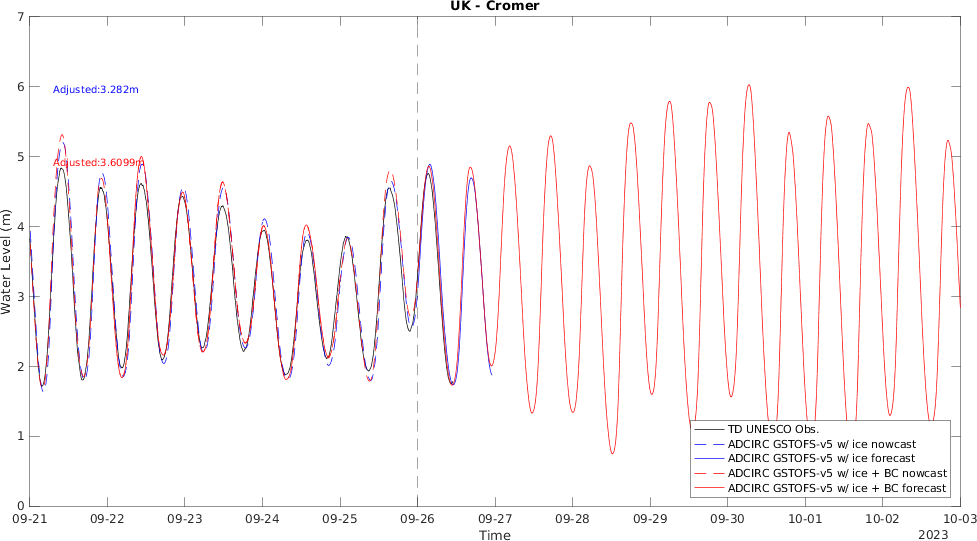 UK - Cromer
7
6
5
4
3
2
1
0
Water Level (m)
Adjusted:3.282m
Adjusted:3.6099m
TD UNESCO Obs.
ADCIRC GSTOFS-v5 w/ ice nowcast
ADCIRC GSTOFS-v5 w/ ice forecast
ADCIRC GSTOFS-v5 w/ ice + BC nowcast
ADCIRC GSTOFS-v5 w/ ice + BC forecast
09-21 09-22 09-23 09-24 09-25 09-26 09-27 09-28 09-29 09-30 10-01 10-02 10-03
Time
2023